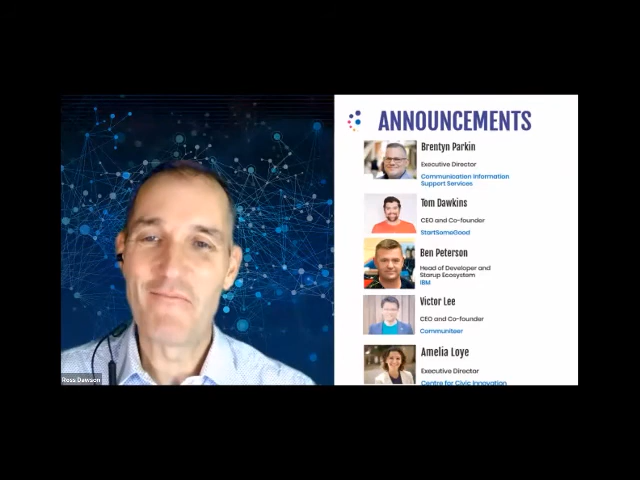 ANNOUNCEMENTS
Brentyn Parkin
Executive Director
Communication Information
Support Services
Tom Dawkins
CEO and Co-founder
StartSomeGood
Ben Peterson
Head of Developer and
Starup Ecosystem
IBM
Victor Lee
CEO and Co-founder
Communiteer
Amelia Loye
Executive Director
Centre for Civic Innovation
Ross Dawson